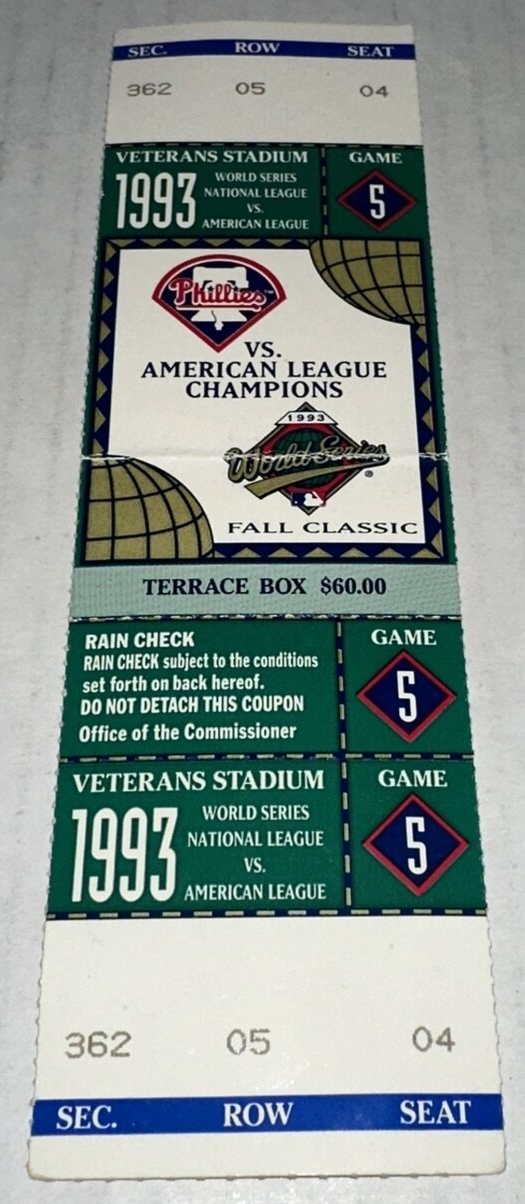 SEC. ROW SEAT
362 05 04
VETERANS STADIUM GAME
1993 WORLD SERIES
NATIONAL LEAGUE
VS.
AMERICAN LEAGUE
5
Phillies™
VS.
AMERICAN LEAGUE
CHAMPIONS
1993
World Series
®
FALL CLASSIC
TERRACE BOX $60.00
RAIN CHECK
RAIN CHECK subject to the conditions
set forth on back hereof.
DO NOT DETACH THIS COUPON
Office of the Commissioner
GAME
5
VETERANS STADIUM GAME
1993 WORLD SERIES
NATIONAL LEAGUE
VS.
AMERICAN LEAGUE
5
362 05 04
SEC. ROW SEAT